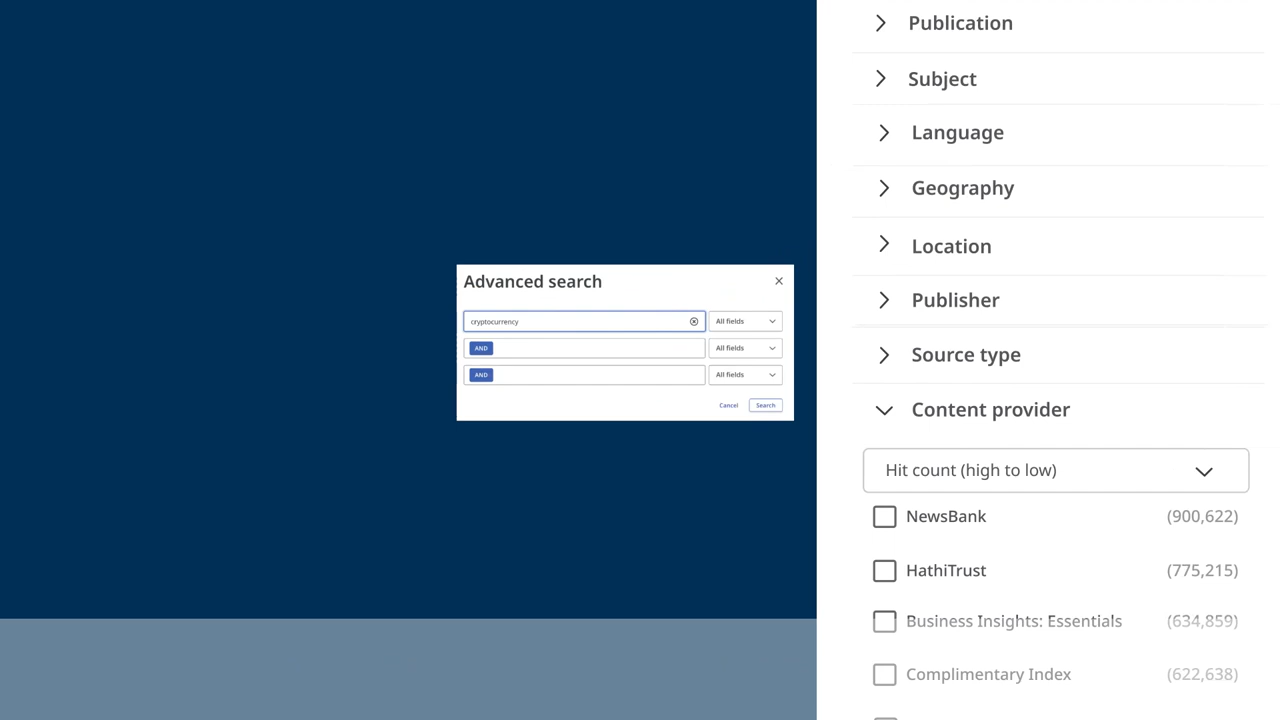 Advanced search
cryptocurrency All fields
AND All fields
AND All fields
Cancel Search
Publication
Subject
Language
Geography
Location
Publisher
Source type
Content provider
Hit count (high to low)
NewsBank (900,622)
HathiTrust (775,215)
Business Insights: Essentials (634,859)
Complimentary Index (622,638)